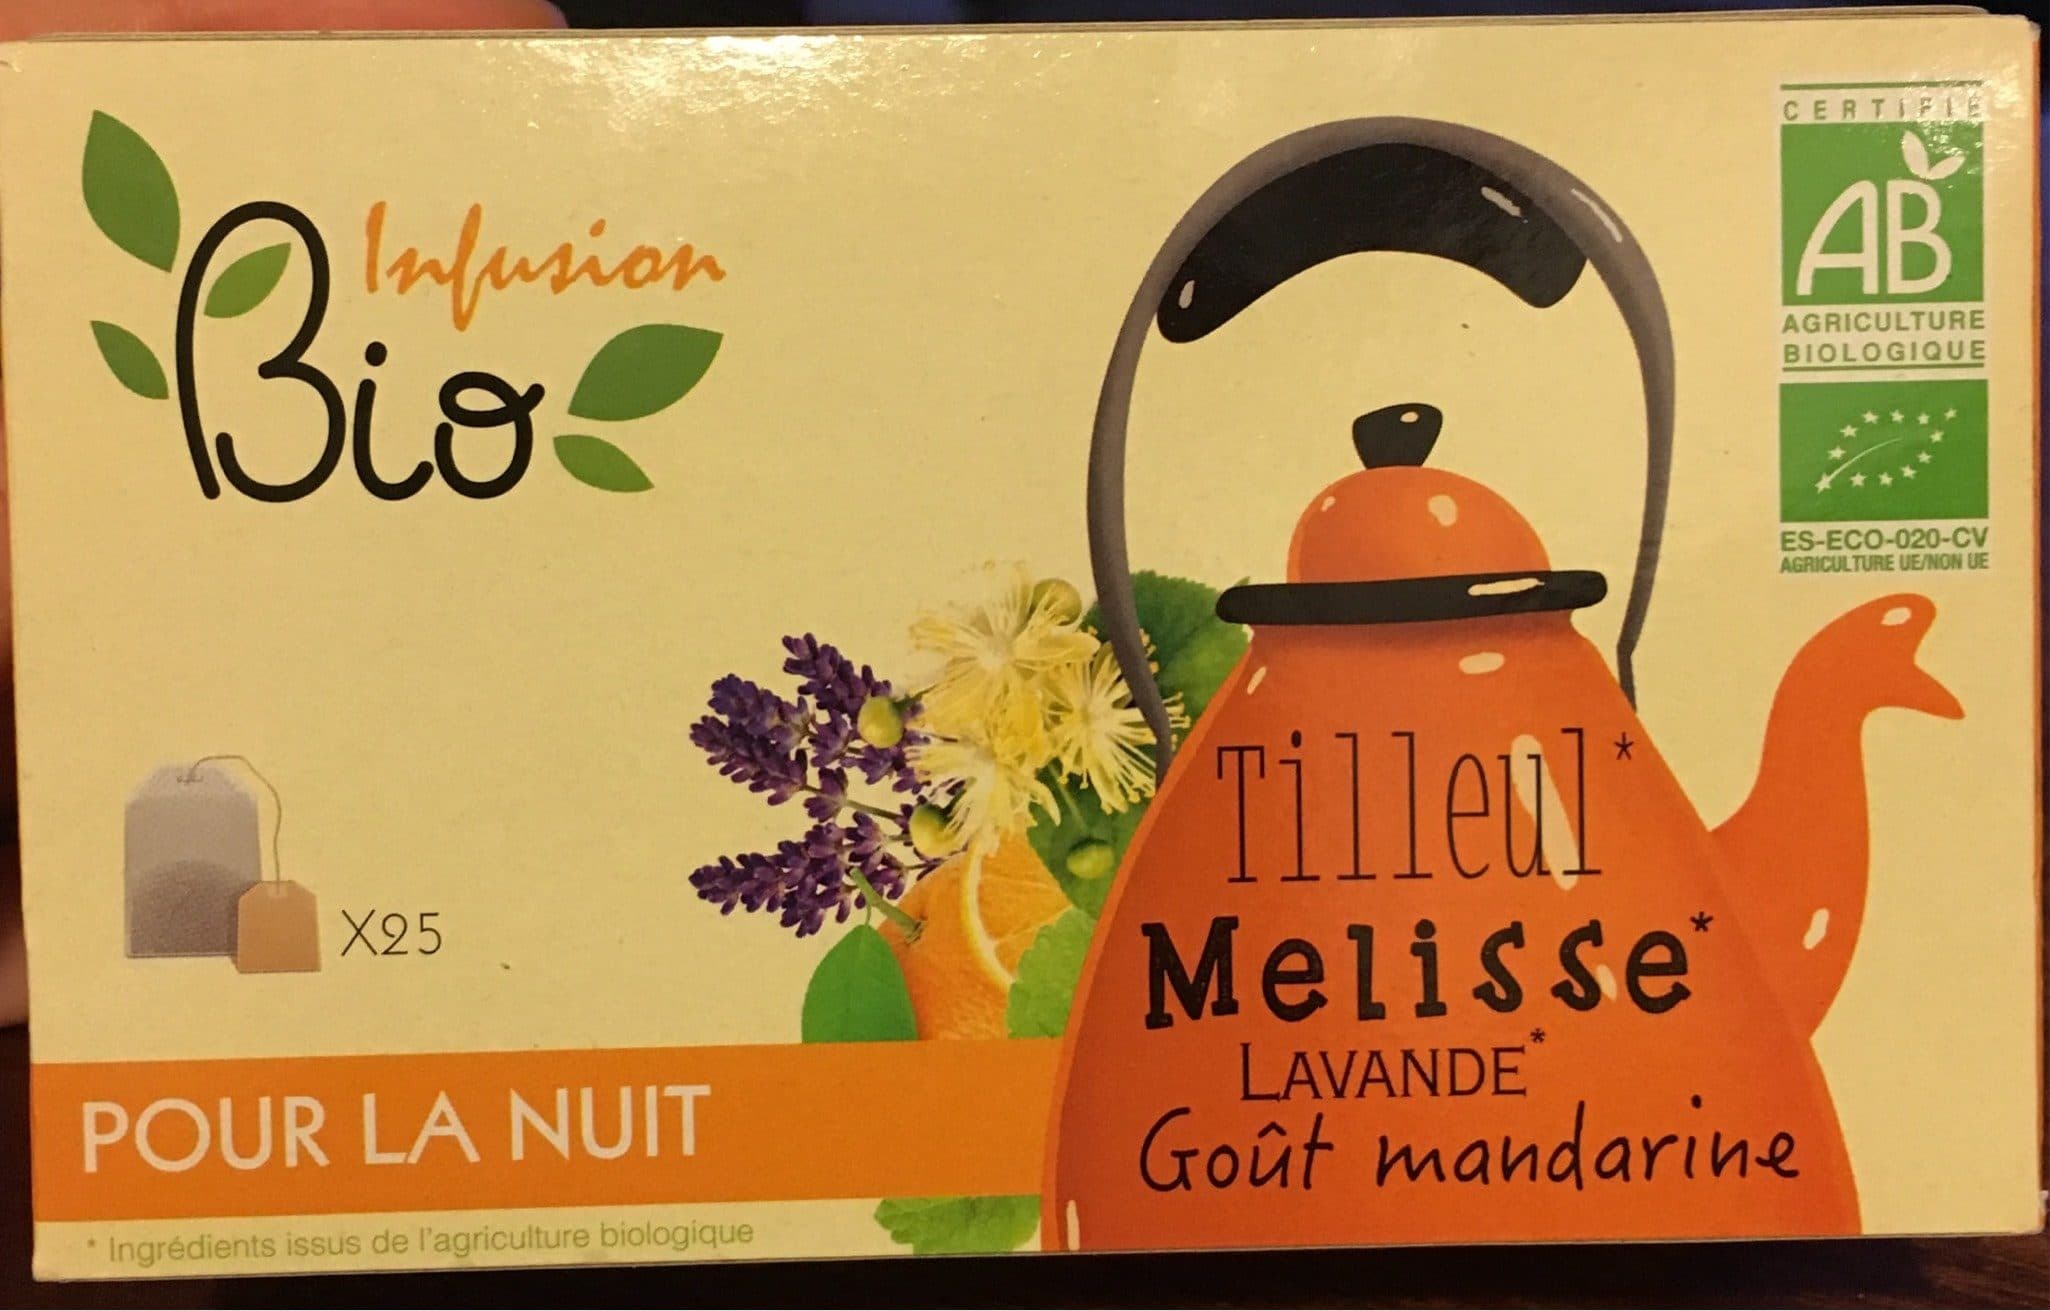 Infusion
Bio
X25
POUR LA NUIT
* Ingrédients issus de l'agriculture biologique
Tilleul*
Melisse*
LAVANDE*
Goût mandarine
CERTIFIÉ
AB
AGRICULTURE
BIOLOGIQUE
ES-ECO-020-CV
AGRICULTURE UE/NON UE